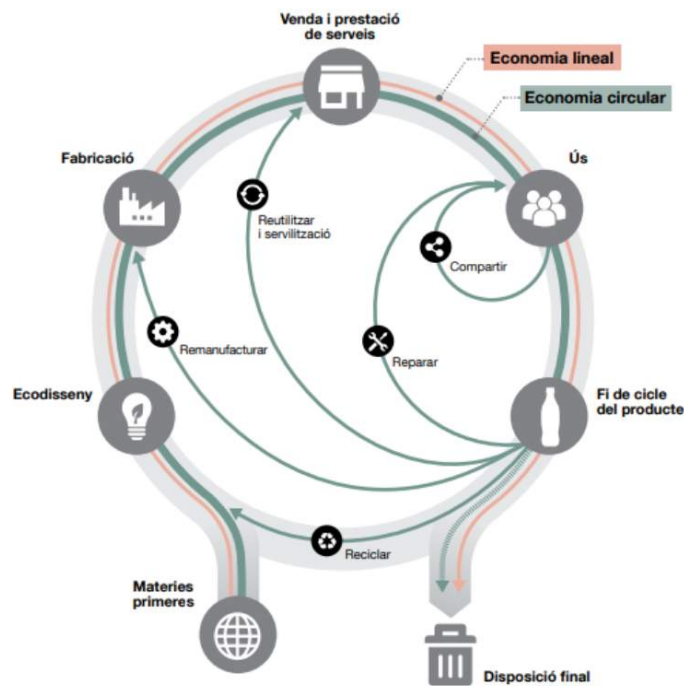 Venda i prestació
de serveis
Economia lineal
Economia circular
Fabricació
Ús
Reutilitzar
i servilització
Compartir
Remanufacturar
Reparar
Ecodisseny
Fi de cicle
del producte
Reciclar
Materies
primeres
Disposició final